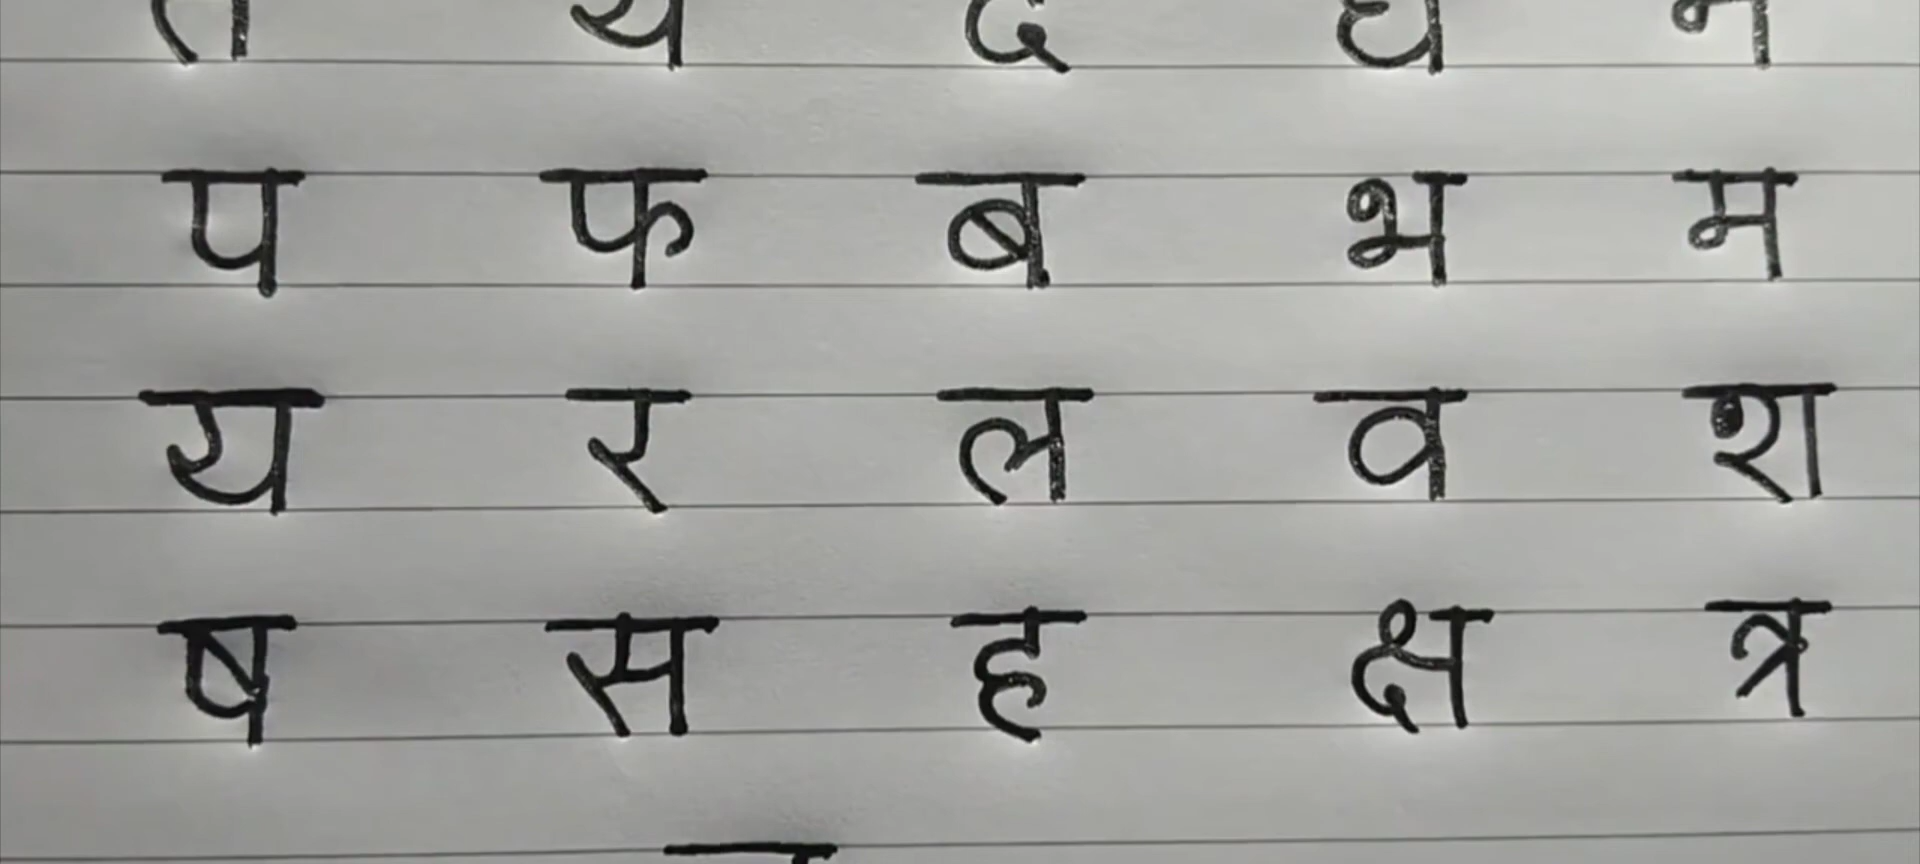 त थ द ध न
प फ ब भ म
य र ल व श
ष स ह क्ष त्र